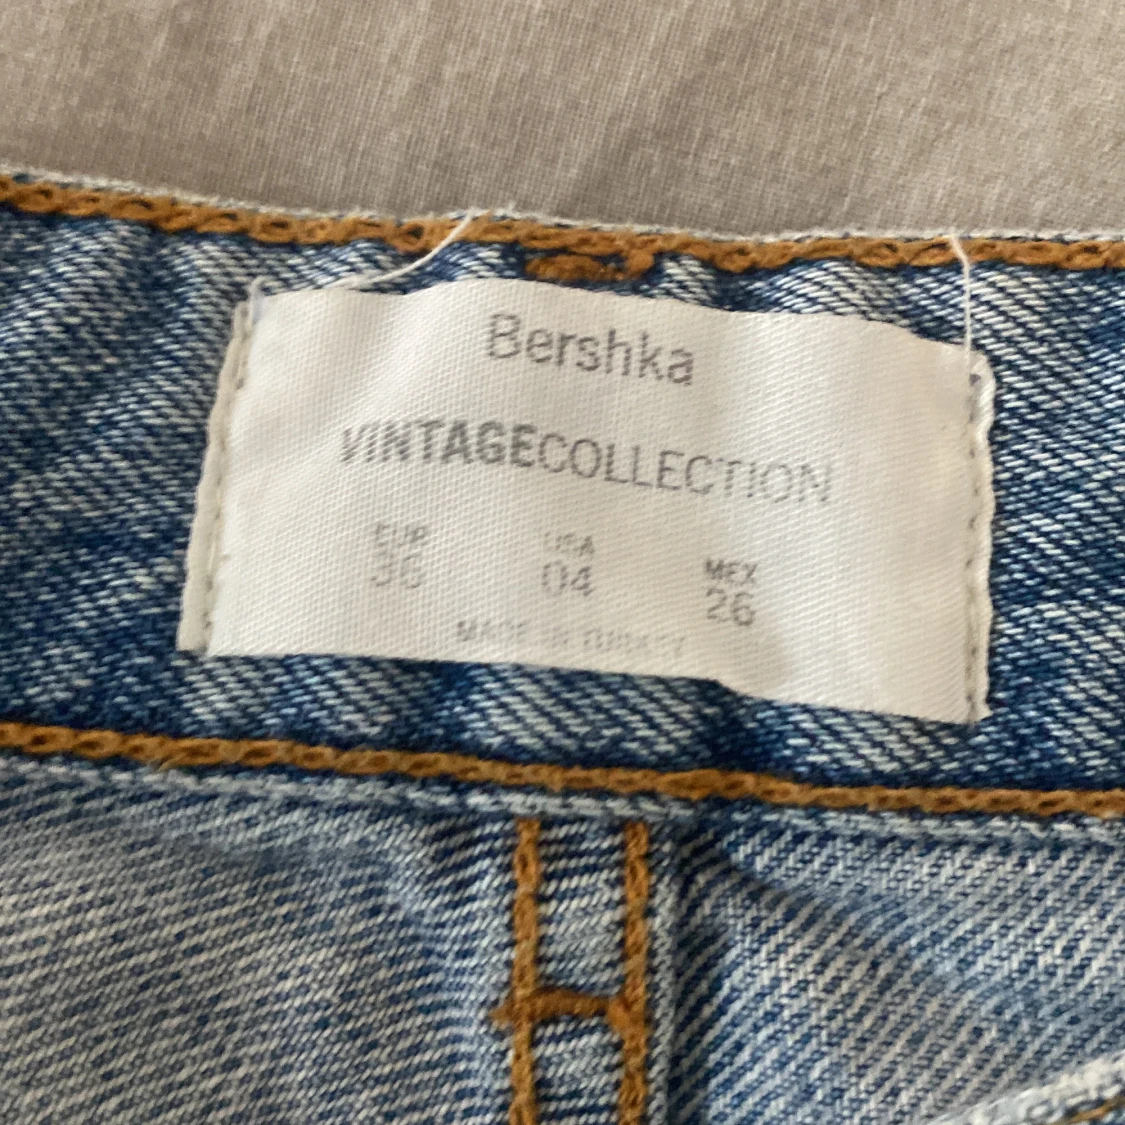 Bershka
VINTAGECOLLECTION
EUR USA MEX
36 04 26
MADE IN TURKEY